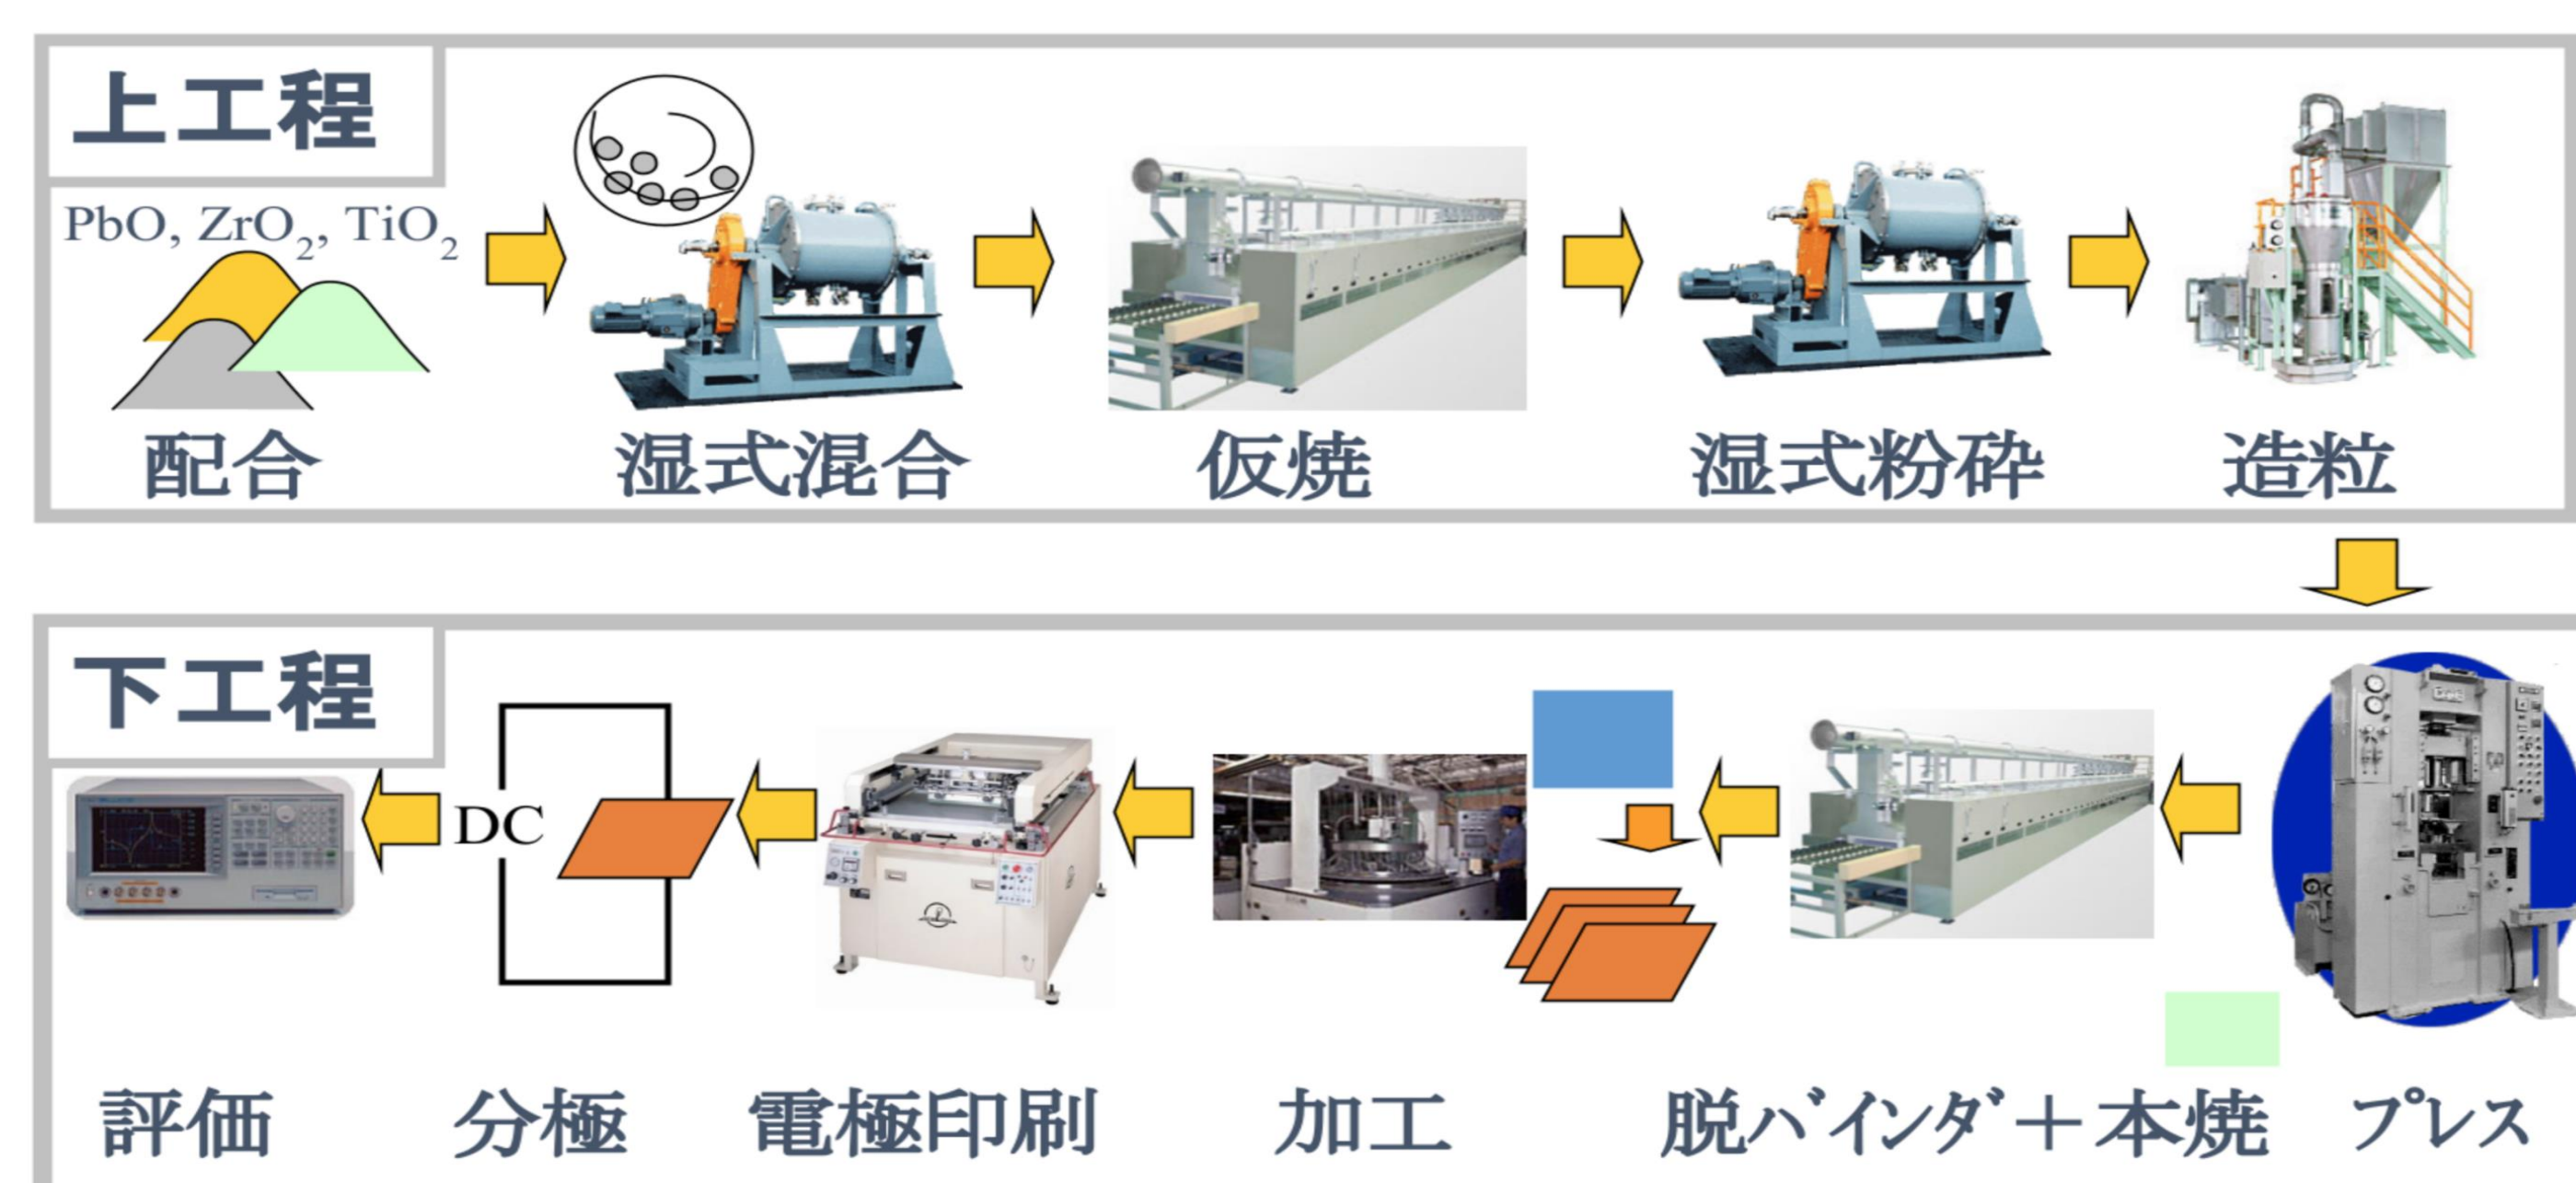 上工程
PbO, ZrO₂, TiO₂
配合
湿式混合
仮焼
湿式粉砕
造粒
下工程
DC
評価
分極
電極印刷
加工
脱ﾊﾞｲﾝﾀﾞ＋本焼
ﾌﾟﾚｽ